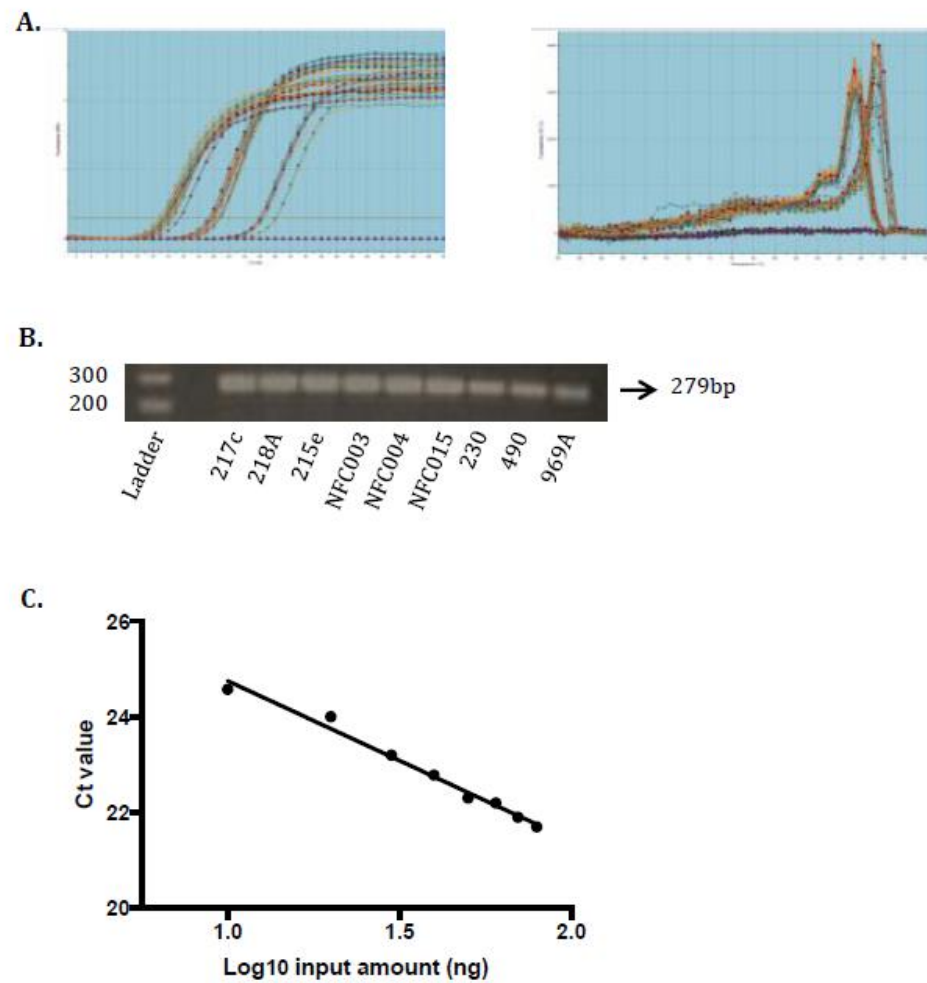 A.
B.
300
200
279bp
Ladder
217c
218A
215e
NFC003
NFC004
NFC015
230
490
969A
C.
26
24
22
20
Ct value
1.0 1.5 2.0
Log10 input amount (ng)